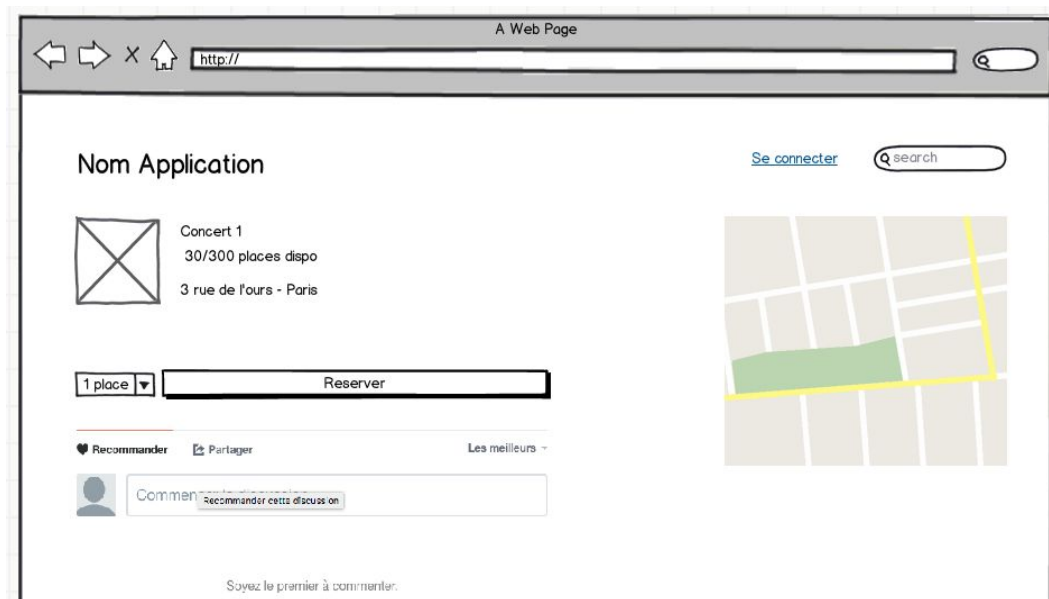 A Web Page
http://
Nom Application
Se connecter
search
Concert 1
30/300 places dispo
3 rue de l'ours - Paris
1 place
Reserver
Recommander
Partager
Les meilleurs
Commen
Recommander cette discussion
Soyez le premier à commenter.